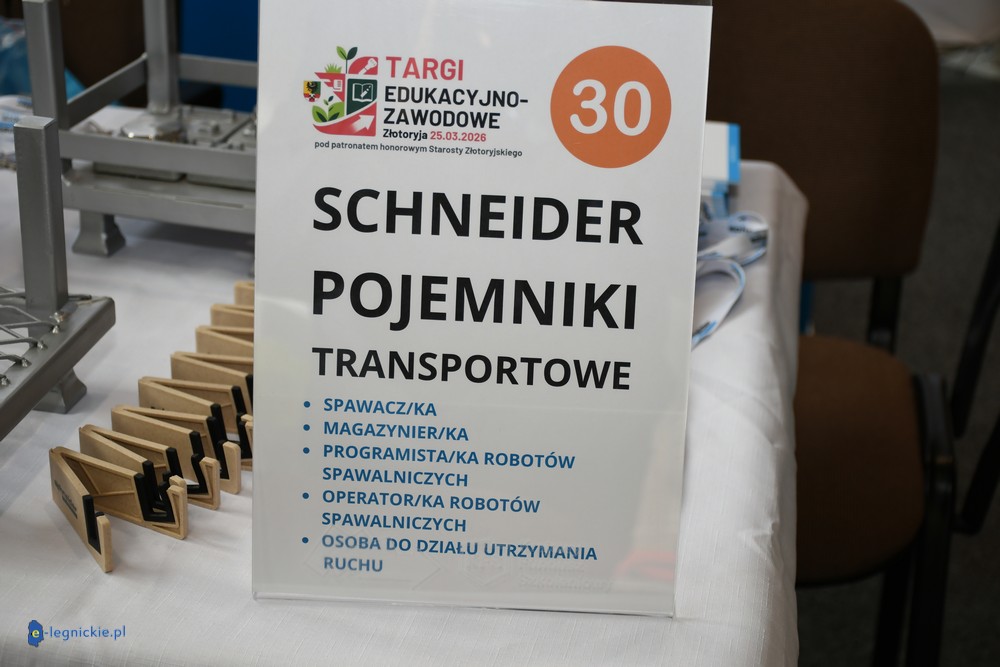 TARGI
EDUKACYJNO-
ZAWODOWE
Złotoryja 25.03.2026
pod patronatem honorowym Starosty Złotoryjskiego
30
SCHNEIDER
POJEMNIKI
TRANSPORTOWE
• SPAWACZ/KA
• MAGAZYNIER/KA
• PROGRAMISTA/KA ROBOTÓW
SPAWALNICZYCH
• OPERATOR/KA ROBOTÓW
SPAWALNICZYCH
• OSOBA DO DZIAŁU UTRZYMANIA
RUCHU
e-legnickie.pl